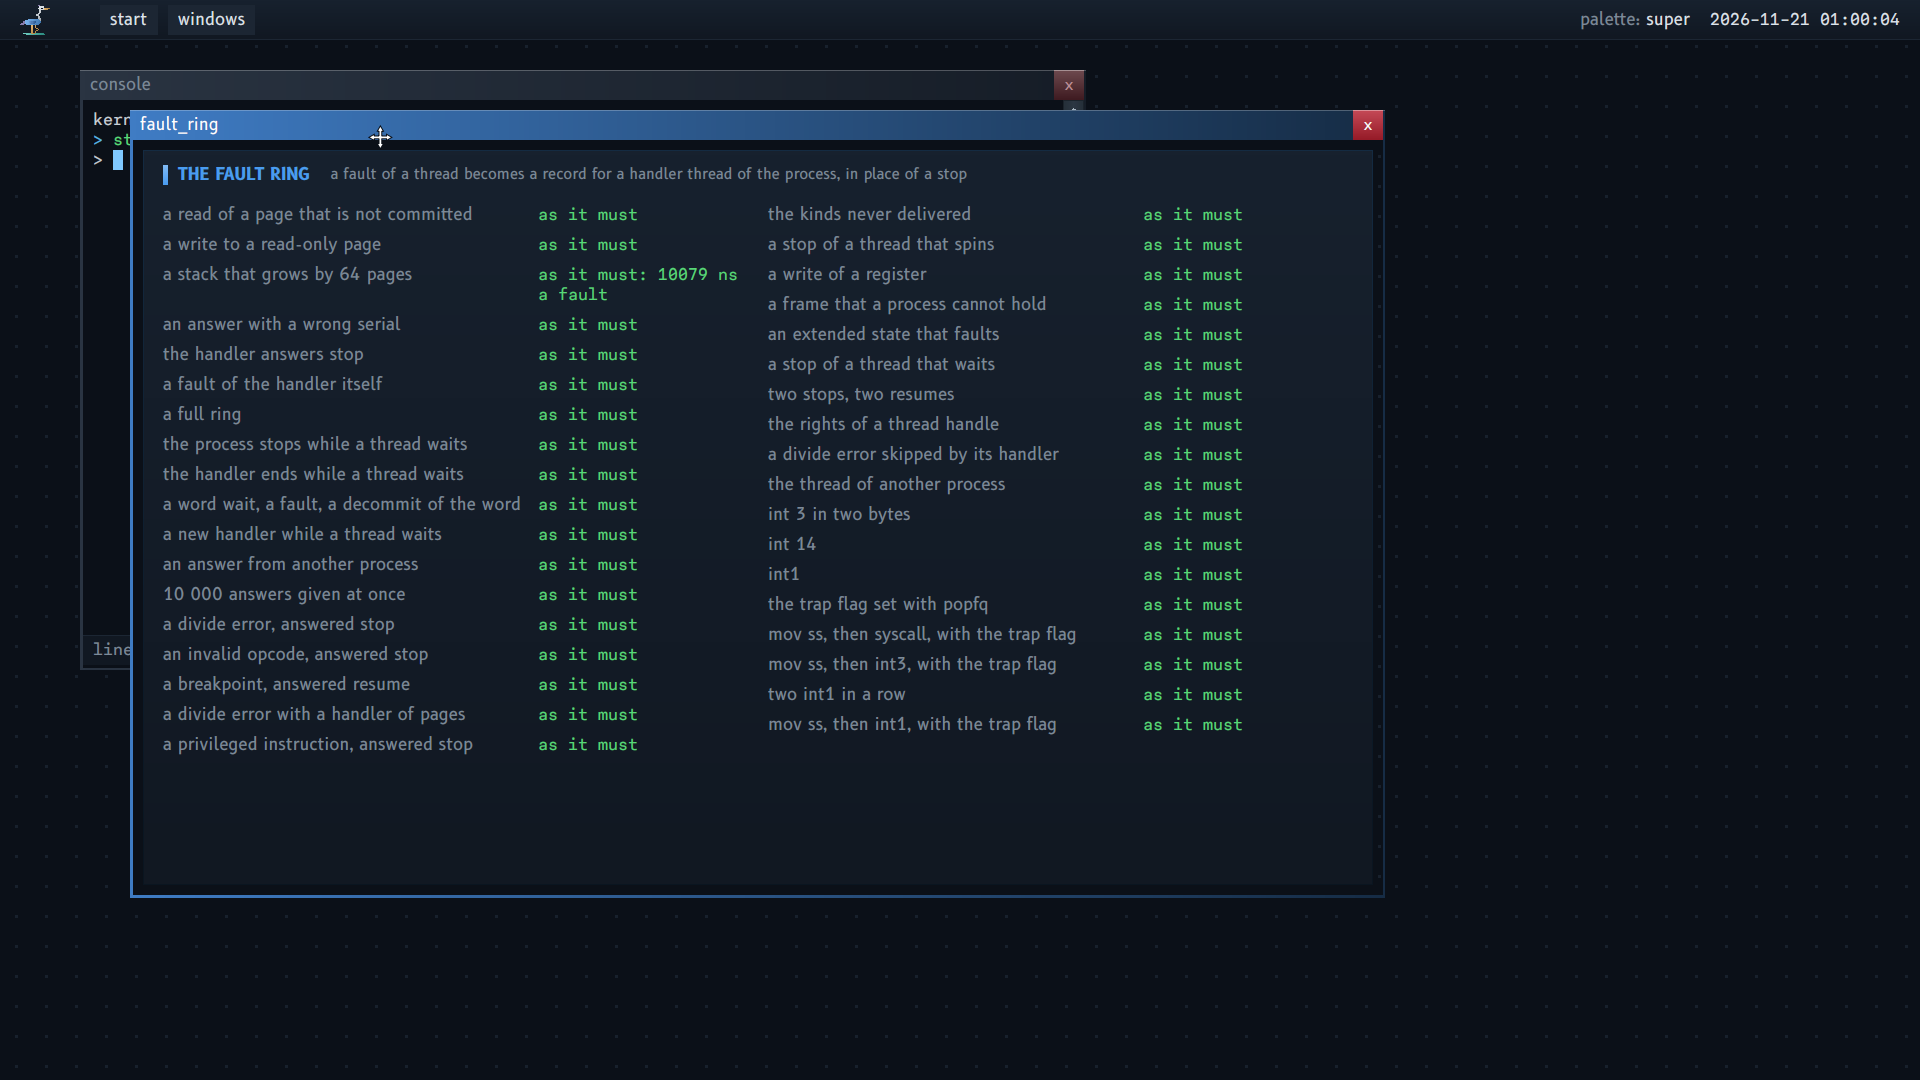 start windows palette: super 2026-11-21 01:00:04
console x
kern
fault_ring x
> st
>
THE FAULT RING a fault of a thread becomes a record for a handler thread of the process, in place of a stop
a read of a page that is not committed as it must
a write to a read-only page as it must
a stack that grows by 64 pages as it must: 10079 ns
a fault
an answer with a wrong serial as it must
the handler answers stop as it must
a fault of the handler itself as it must
a full ring as it must
the process stops while a thread waits as it must
the handler ends while a thread waits as it must
a word wait, a fault, a decommit of the word as it must
a new handler while a thread waits as it must
an answer from another process as it must
10 000 answers given at once as it must
a divide error, answered stop as it must
an invalid opcode, answered stop as it must
a breakpoint, answered resume as it must
a divide error with a handler of pages as it must
a privileged instruction, answered stop as it must
the kinds never delivered as it must
a stop of a thread that spins as it must
a write of a register as it must
a frame that a process cannot hold as it must
an extended state that faults as it must
a stop of a thread that waits as it must
two stops, two resumes as it must
the rights of a thread handle as it must
a divide error skipped by its handler as it must
the thread of another process as it must
int 3 in two bytes as it must
int 14 as it must
int1 as it must
the trap flag set with popfq as it must
mov ss, then syscall, with the trap flag as it must
mov ss, then int3, with the trap flag as it must
two int1 in a row as it must
mov ss, then int1, with the trap flag as it must
line